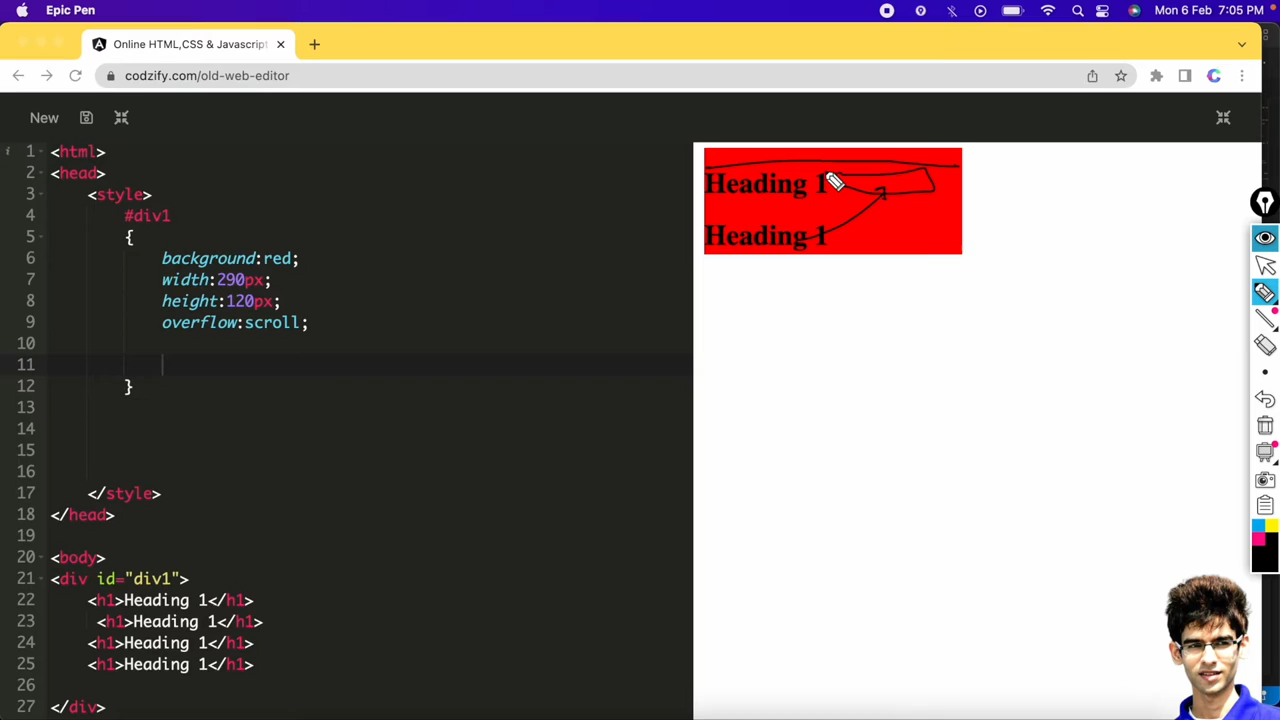 Epic Pen
Mon 6 Feb 7:05 PM
Online HTML,CSS & Javascript
codzify.com/old-web-editor
New
1 <html>
2 <head>
3 <style>
4 #div1
5 {
6 background:red;
7 width:290px;
8 height:120px;
9 overflow:scroll;
10
11
12 }
13
14
15
16
17 </style>
18 </head>
19
20 <body>
21 <div id="div1">
22 <h1>Heading 1</h1>
23 <h1>Heading 1</h1>
24 <h1>Heading 1</h1>
25 <h1>Heading 1</h1>
26
27 </div>
Heading 1
Heading 1